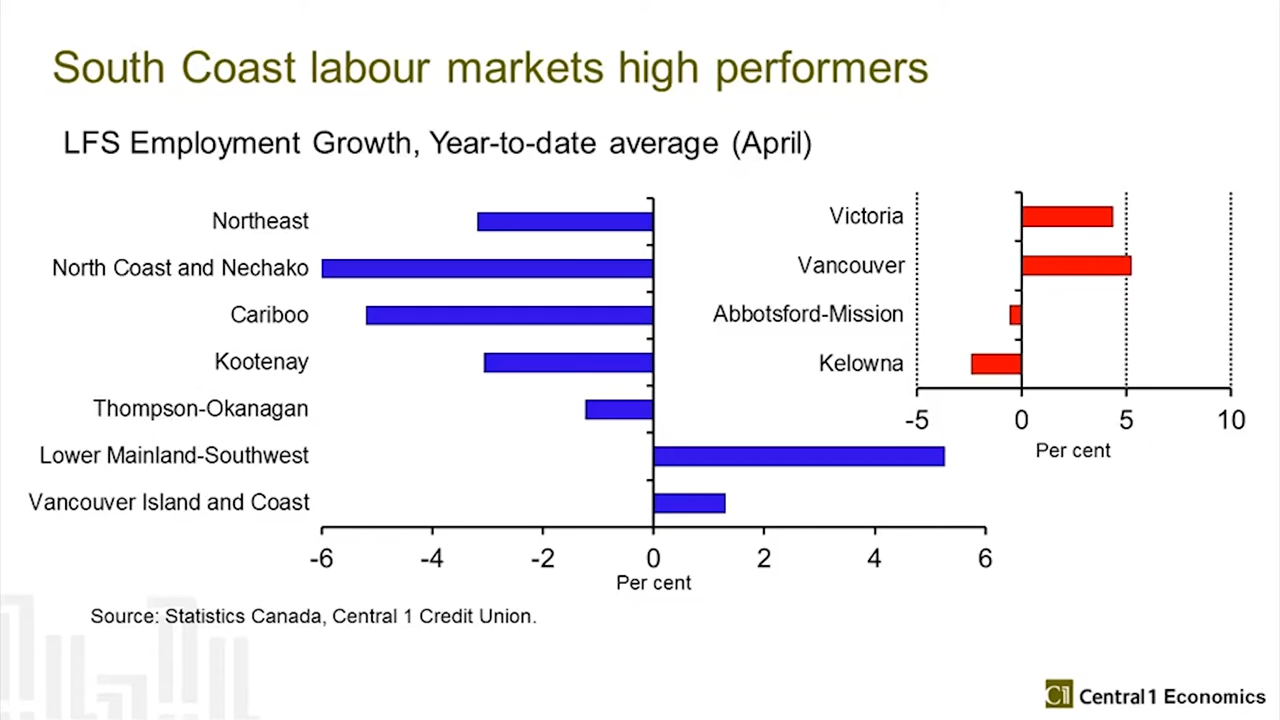 South Coast labour markets high performers
LFS Employment Growth, Year-to-date average (April)
Northeast
North Coast and Nechako
Cariboo
Kootenay
Thompson-Okanagan
Lower Mainland-Southwest
Vancouver Island and Coast
-6 -4 -2 0 2 4 6
Per cent
Victoria
Vancouver
Abbotsford-Mission
Kelowna
-5 0 5 10
Per cent
Source: Statistics Canada, Central 1 Credit Union.
C1 Central 1 Economics